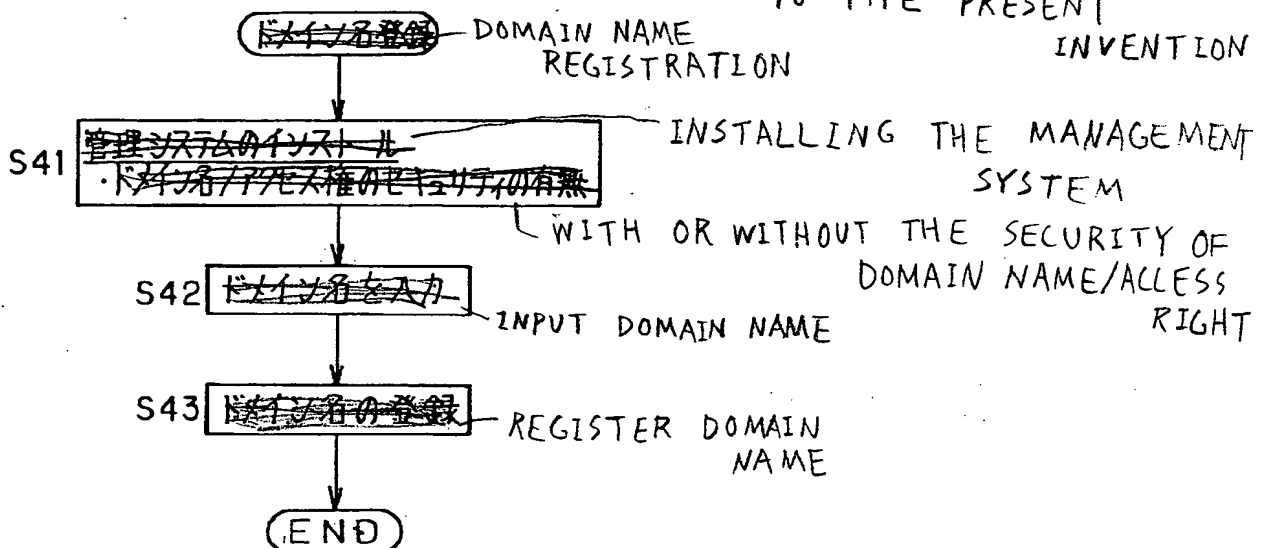 TO THE PRESENT
INVENTION
ドメイン名登録
DOMAIN NAME
REGISTRATION
S41
管理システムのインストール
・ドメイン名/アクセス権のセキュリティの有無
INSTALLING THE MANAGEMENT
SYSTEM
WITH OR WITHOUT THE SECURITY OF
DOMAIN NAME/ACCESS
RIGHT
S42
ドメイン名を入力
INPUT DOMAIN NAME
S43
ドメイン名の登録
REGISTER DOMAIN
NAME
END